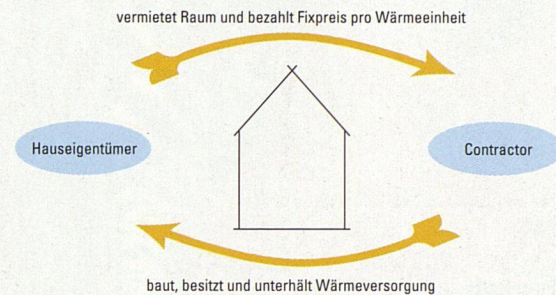 vermietet Raum und bezahlt Fixpreis pro Wärmeeinheit
Hauseigentümer
Contractor
baut, besitzt und unterhält Wärmeversorgung